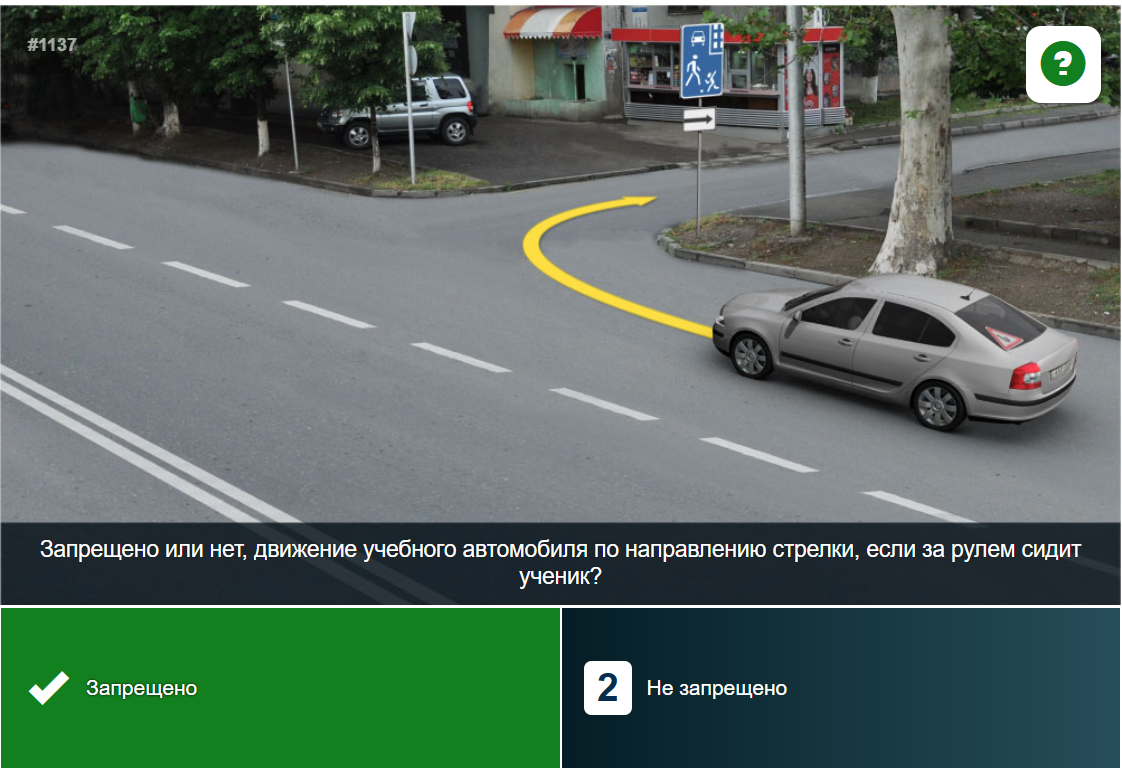 #1137
?
Запрещено или нет, движение учебного автомобиля по направлению стрелки, если за рулем сидит
ученик?
Запрещено
2 Не запрещено